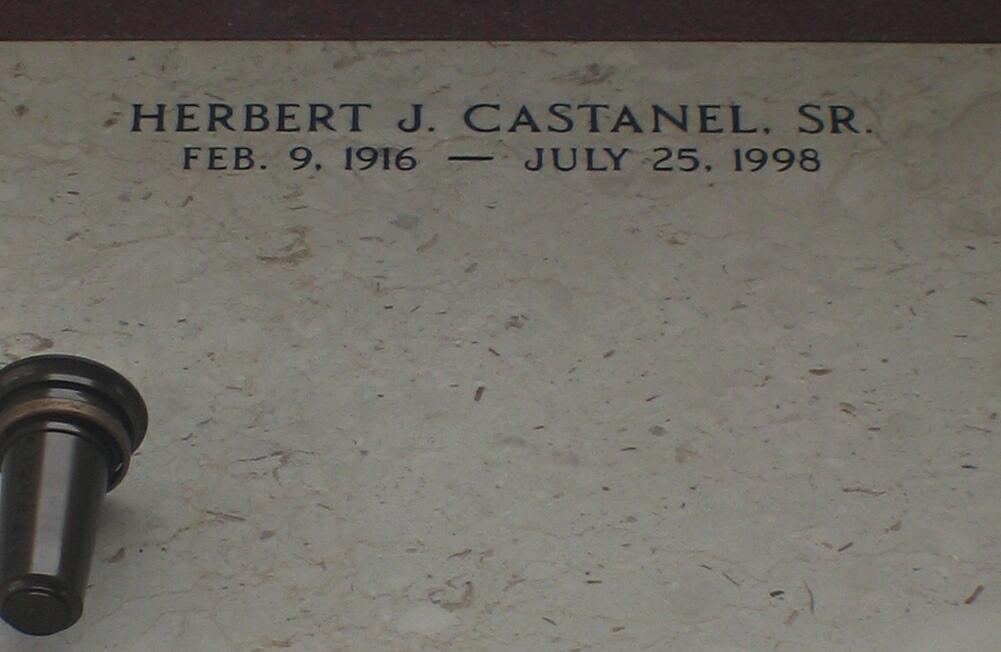 HERBERT J. CASTANEL, SR.
FEB. 9, 1916 — JULY 25, 1998